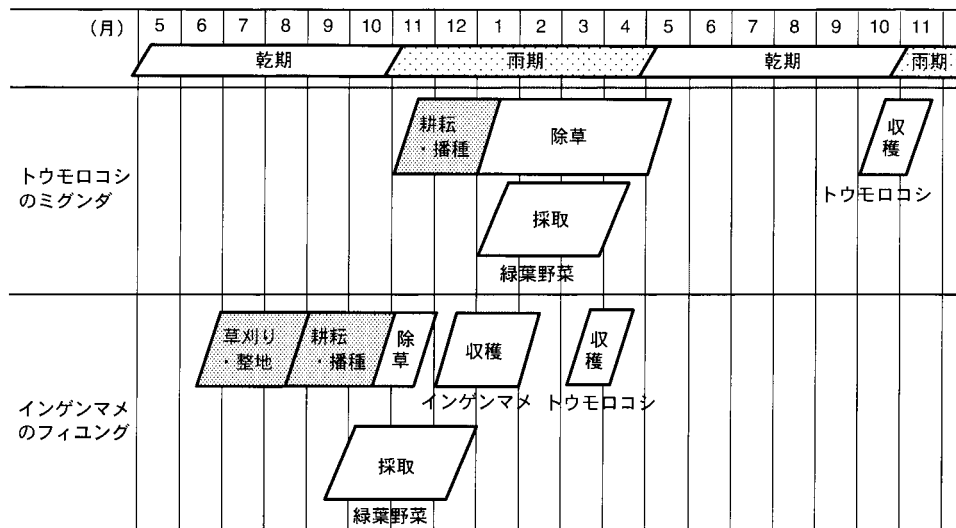 (月) 5 6 7 8 9 10 11 12 1 2 3 4 5 6 7 8 9 10 11
乾期 雨期 乾期 雨期
トウモロコシ
のミグンダ
耕耘
・播種
除草
収穫
トウモロコシ
採取
緑葉野菜
インゲンマメ
のフィユング
草刈り
・整地
耕耘
・播種
除草
収穫
インゲンマメ
収穫
トウモロコシ
採取
緑葉野菜